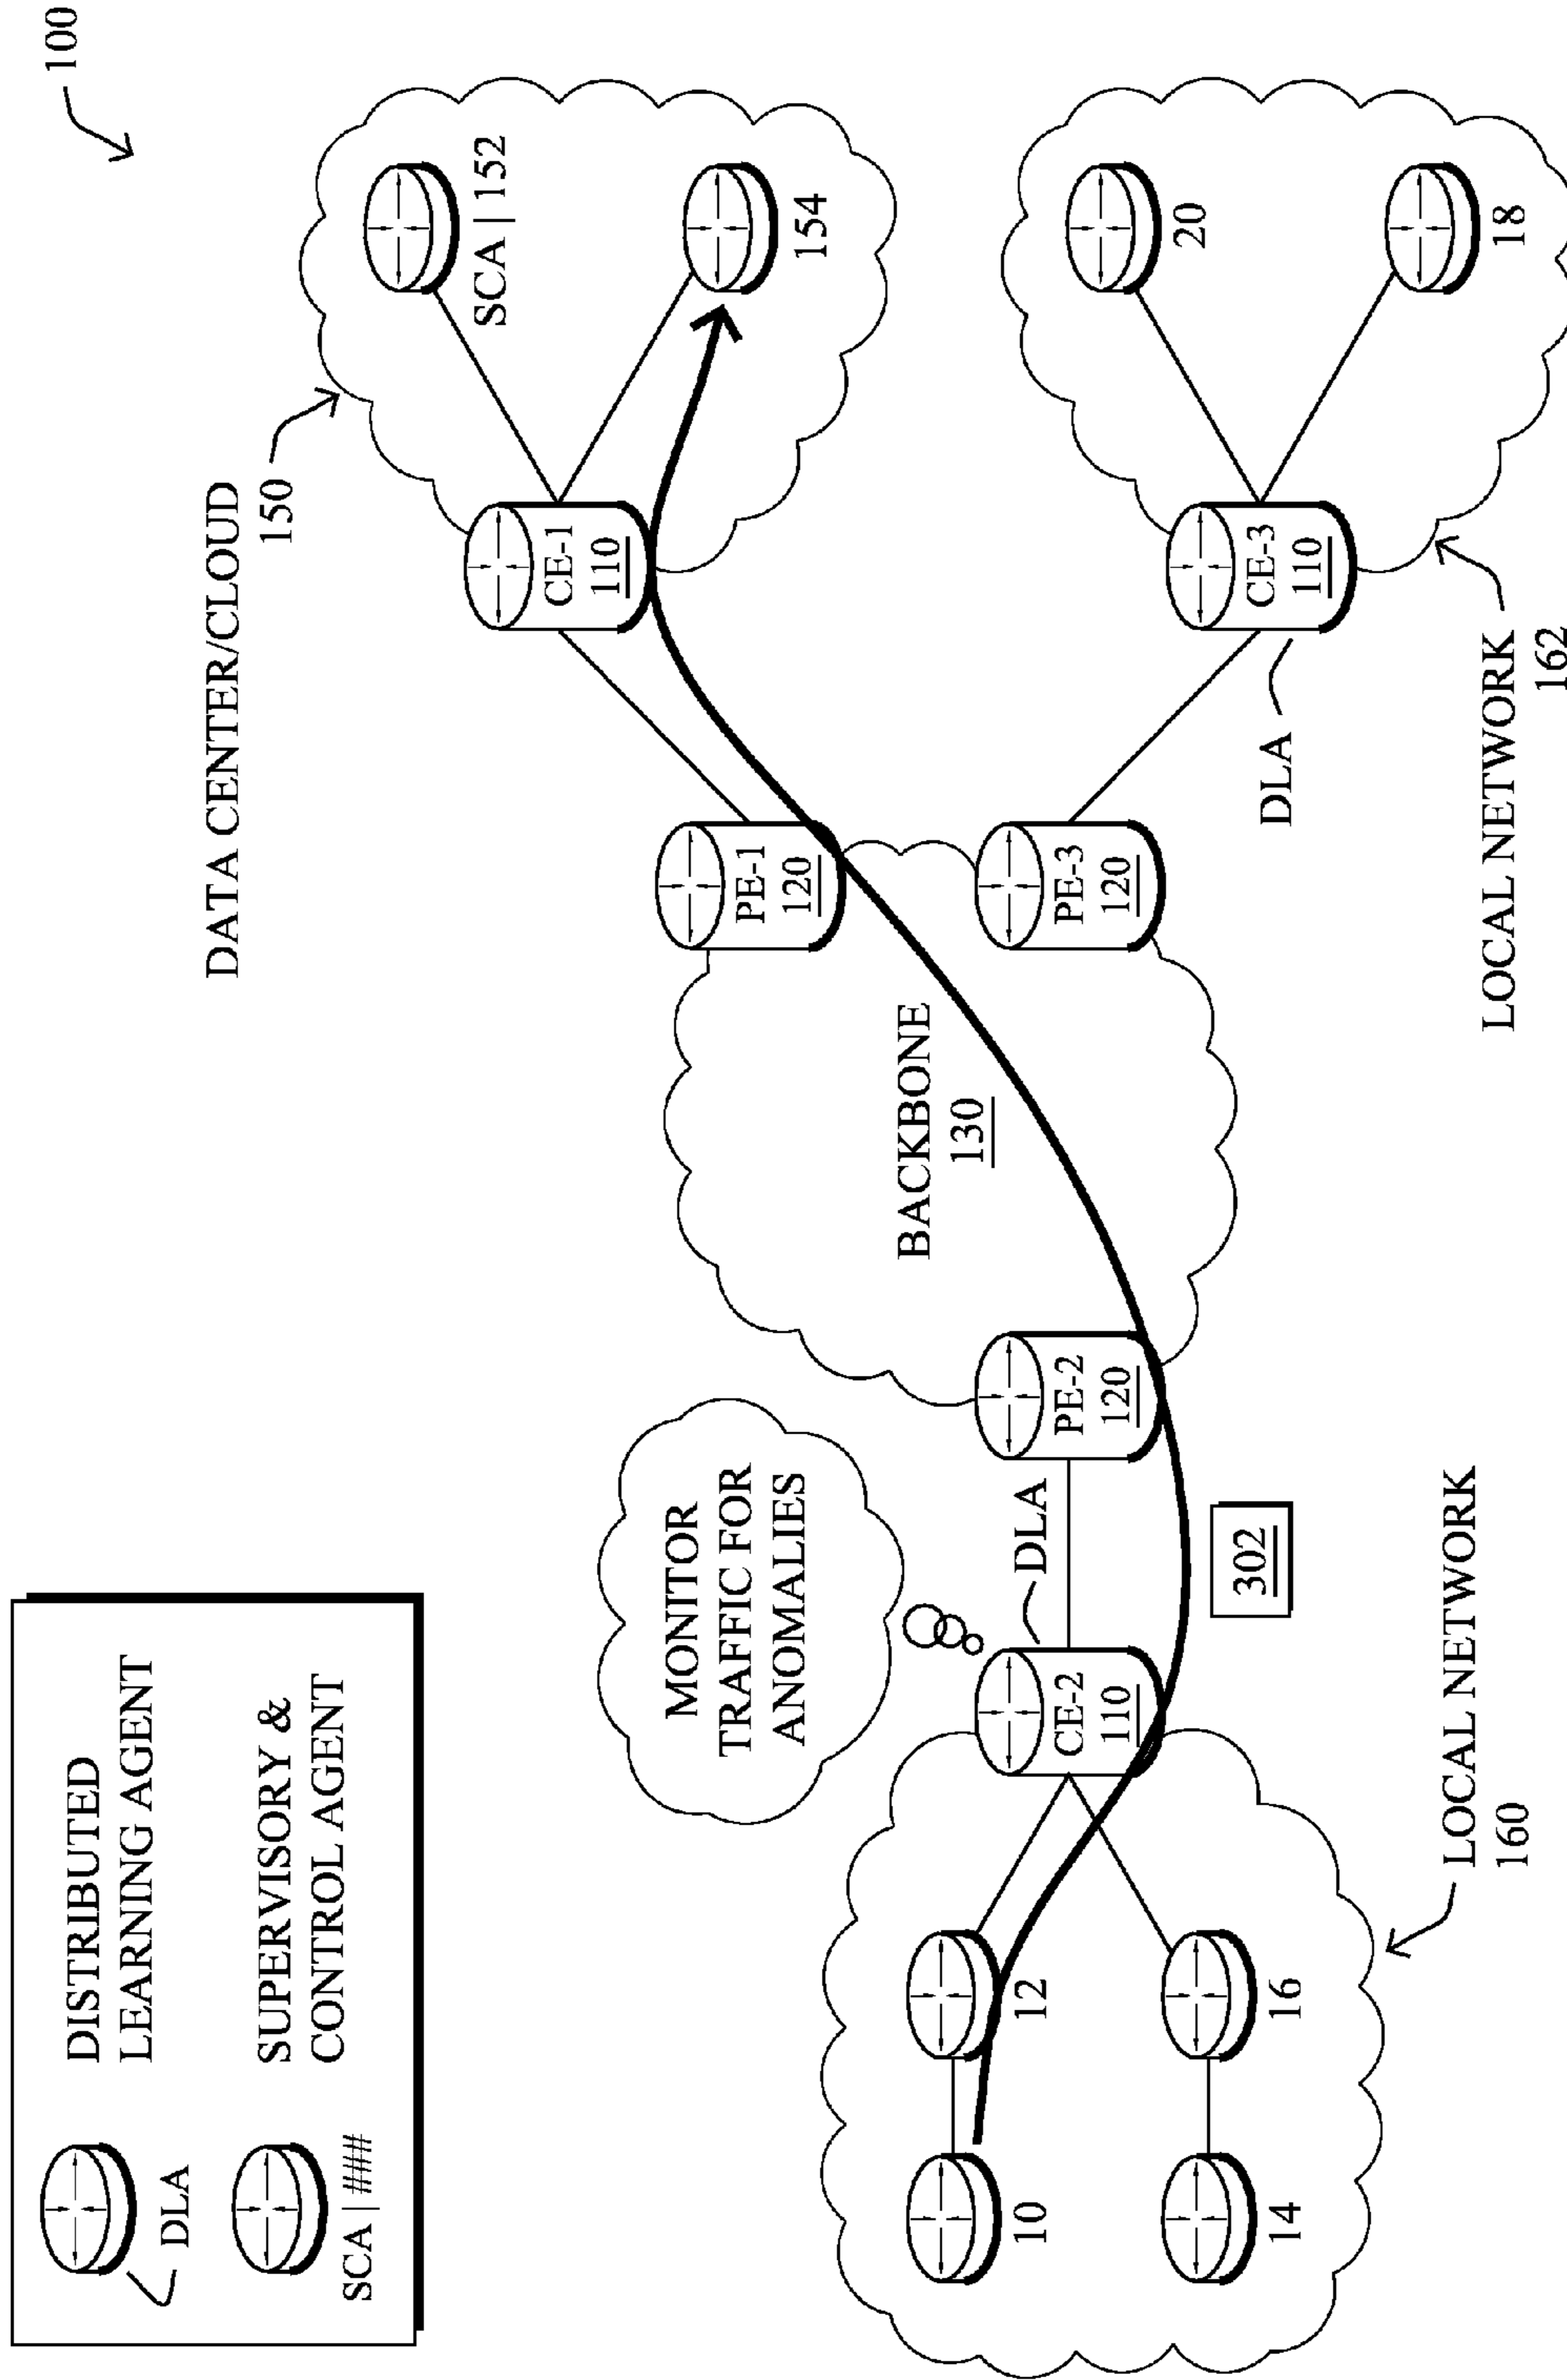 100
DISTRIBUTED
LEARNING AGENT
DLA
SUPERVISORY &
CONTROL AGENT
SCA | ###
DATA CENTER/CLOUD
150
SCA | 152
154
CE-1
110
PE-1
120
MONITOR
TRAFFIC FOR
ANOMALIES
BACKBONE
130
10
12
14
16
CE-2
110
DLA
PE-2
120
302
PE-3
120
CE-3
110
DLA
20
18
LOCAL NETWORK
160
LOCAL NETWORK
162